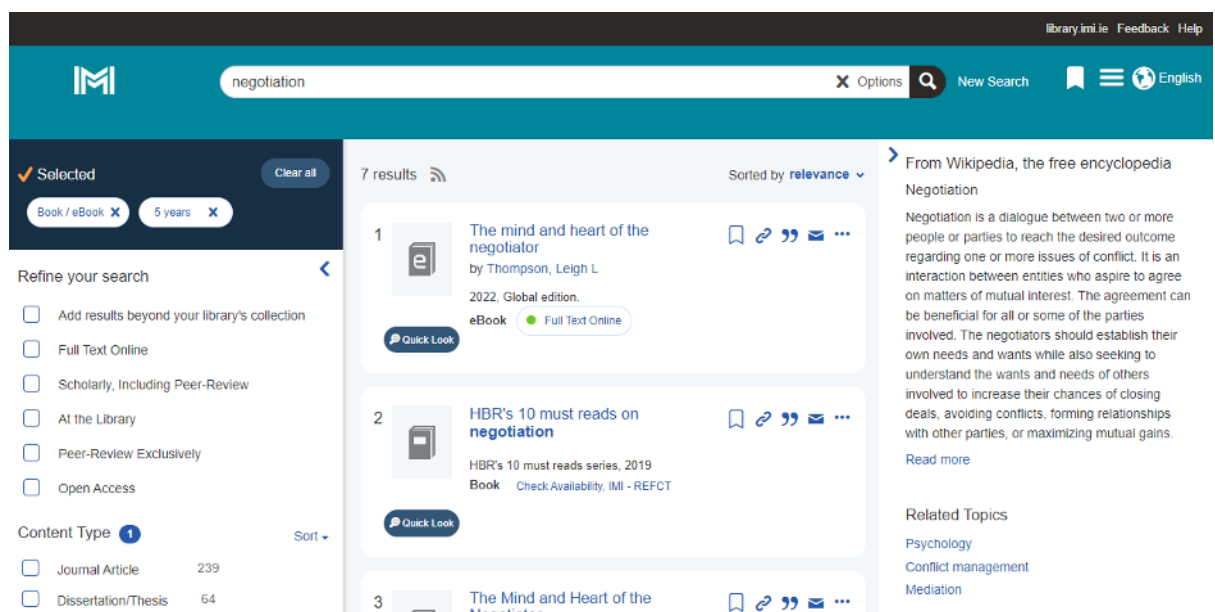 library.imi.ie Feedback Help
IMI
negotiation
Options
New Search
English
Selected
Clear all
Book / eBook X
5 years X
Refine your search
Add results beyond your library's collection
Full Text Online
Scholarly, Including Peer-Review
At the Library
Peer-Review Exclusively
Open Access
Content Type 1
Sort
Journal Article 239
Dissertation/Thesis 64
7 results
Sorted by relevance
1
The mind and heart of the
negotiator
by Thompson, Leigh L
2022, Global edition.
eBook Full Text Online
Quick Look
2
HBR's 10 must reads on
negotiation
HBR's 10 must reads series, 2019
Book Check Availability, IMI - REFCT
Quick Look
3
The Mind and Heart of the
Negotiator
From Wikipedia, the free encyclopedia
Negotiation
Negotiation is a dialogue between two or more
people or parties to reach the desired outcome
regarding one or more issues of conflict. It is an
interaction between entities who aspire to agree
on matters of mutual interest. The agreement can
be beneficial for all or some of the parties
involved. The negotiators should establish their
own needs and wants while also seeking to
understand the wants and needs of others
involved to increase their chances of closing
deals, avoiding conflicts, forming relationships
with other parties, or maximizing mutual gains.
Read more
Related Topics
Psychology
Conflict management
Mediation